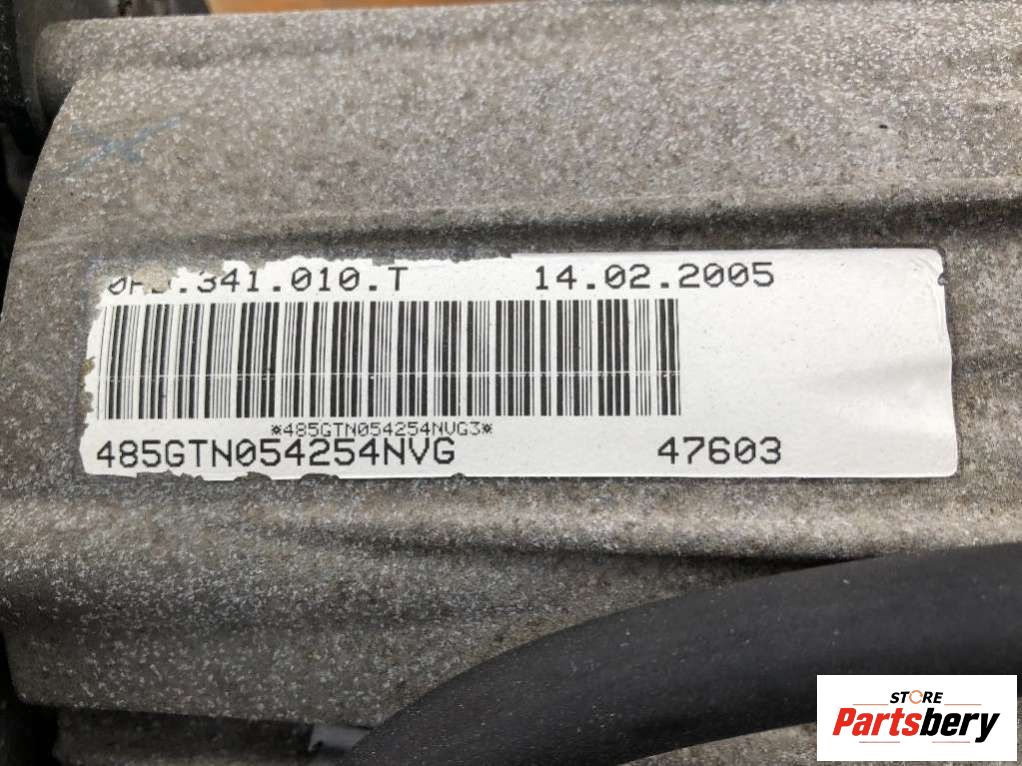 .341.010.T 14.02.2005
*485GTN054254NVG3*
485GTN054254NVG 47603
STORE
Partsbery